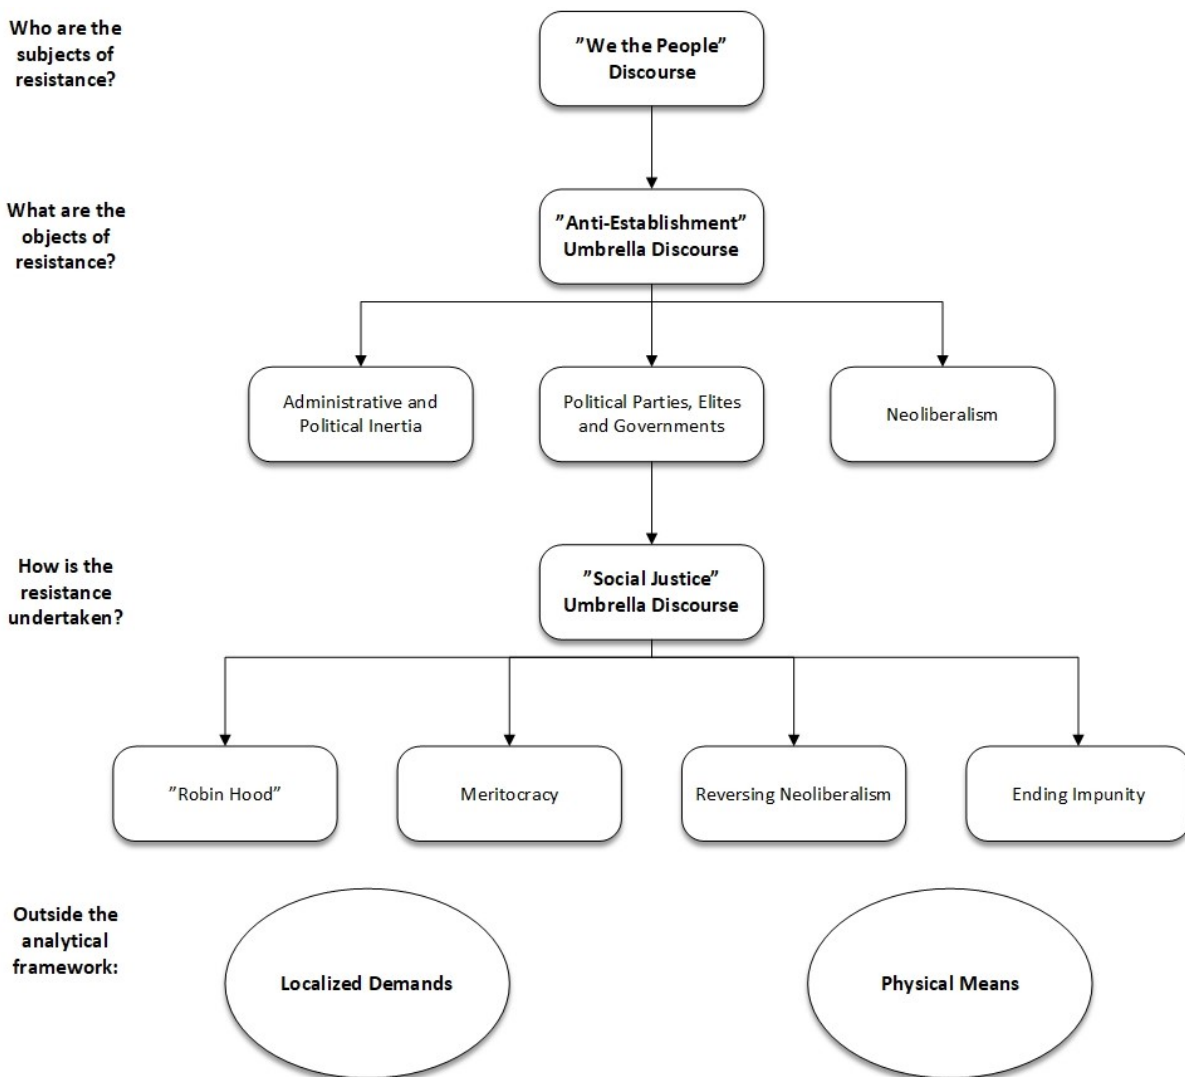 Who are the
subjects of
resistance?
”We the People”
Discourse
What are the
objects of
resistance?
”Anti-Establishment”
Umbrella Discourse
Administrative and
Political Inertia
Political Parties, Elites
and Governments
Neoliberalism
How is the
resistance
undertaken?
”Social Justice”
Umbrella Discourse
”Robin Hood”
Meritocracy
Reversing Neoliberalism
Ending Impunity
Outside the
analytical
framework:
Localized Demands
Physical Means